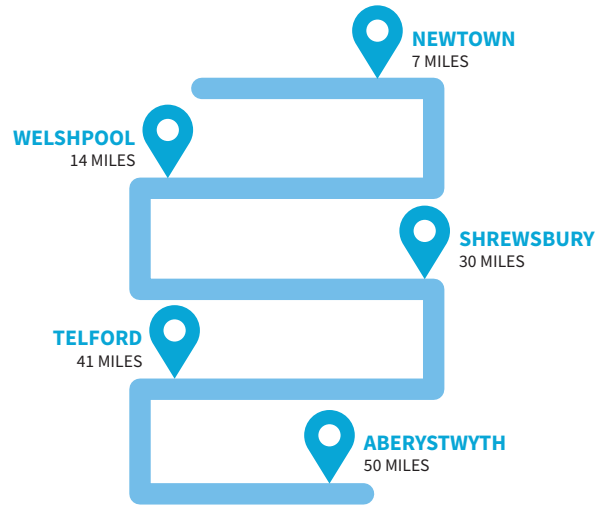 NEWTOWN
7 MILES
WELSHPOOL
14 MILES
SHREWSBURY
30 MILES
TELFORD
41 MILES
ABERYSTWYTH
50 MILES